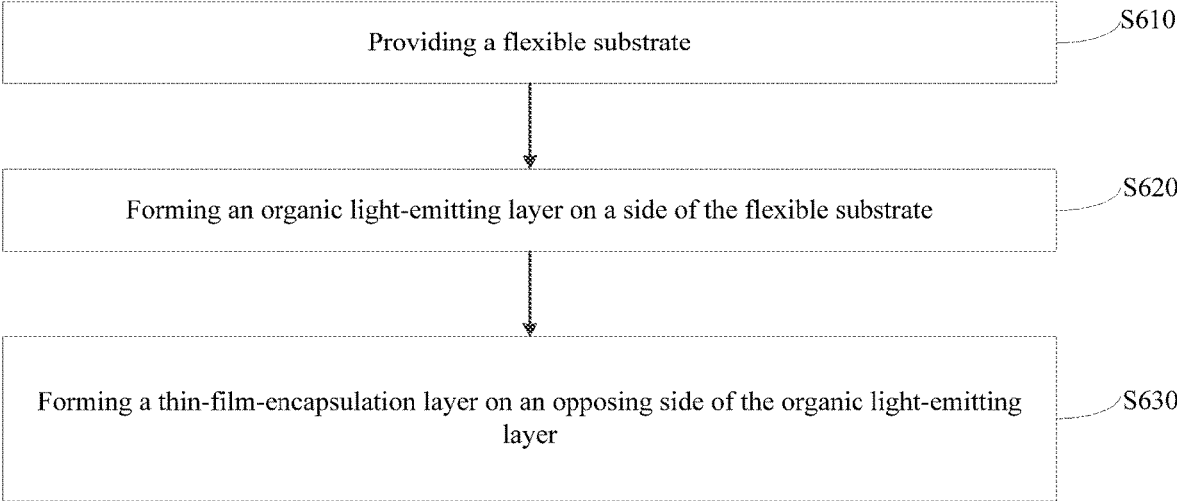 Providing a flexible substrate
S610
Forming an organic light-emitting layer on a side of the flexible substrate
S620
Forming a thin-film-encapsulation layer on an opposing side of the organic light-emitting
layer
S630